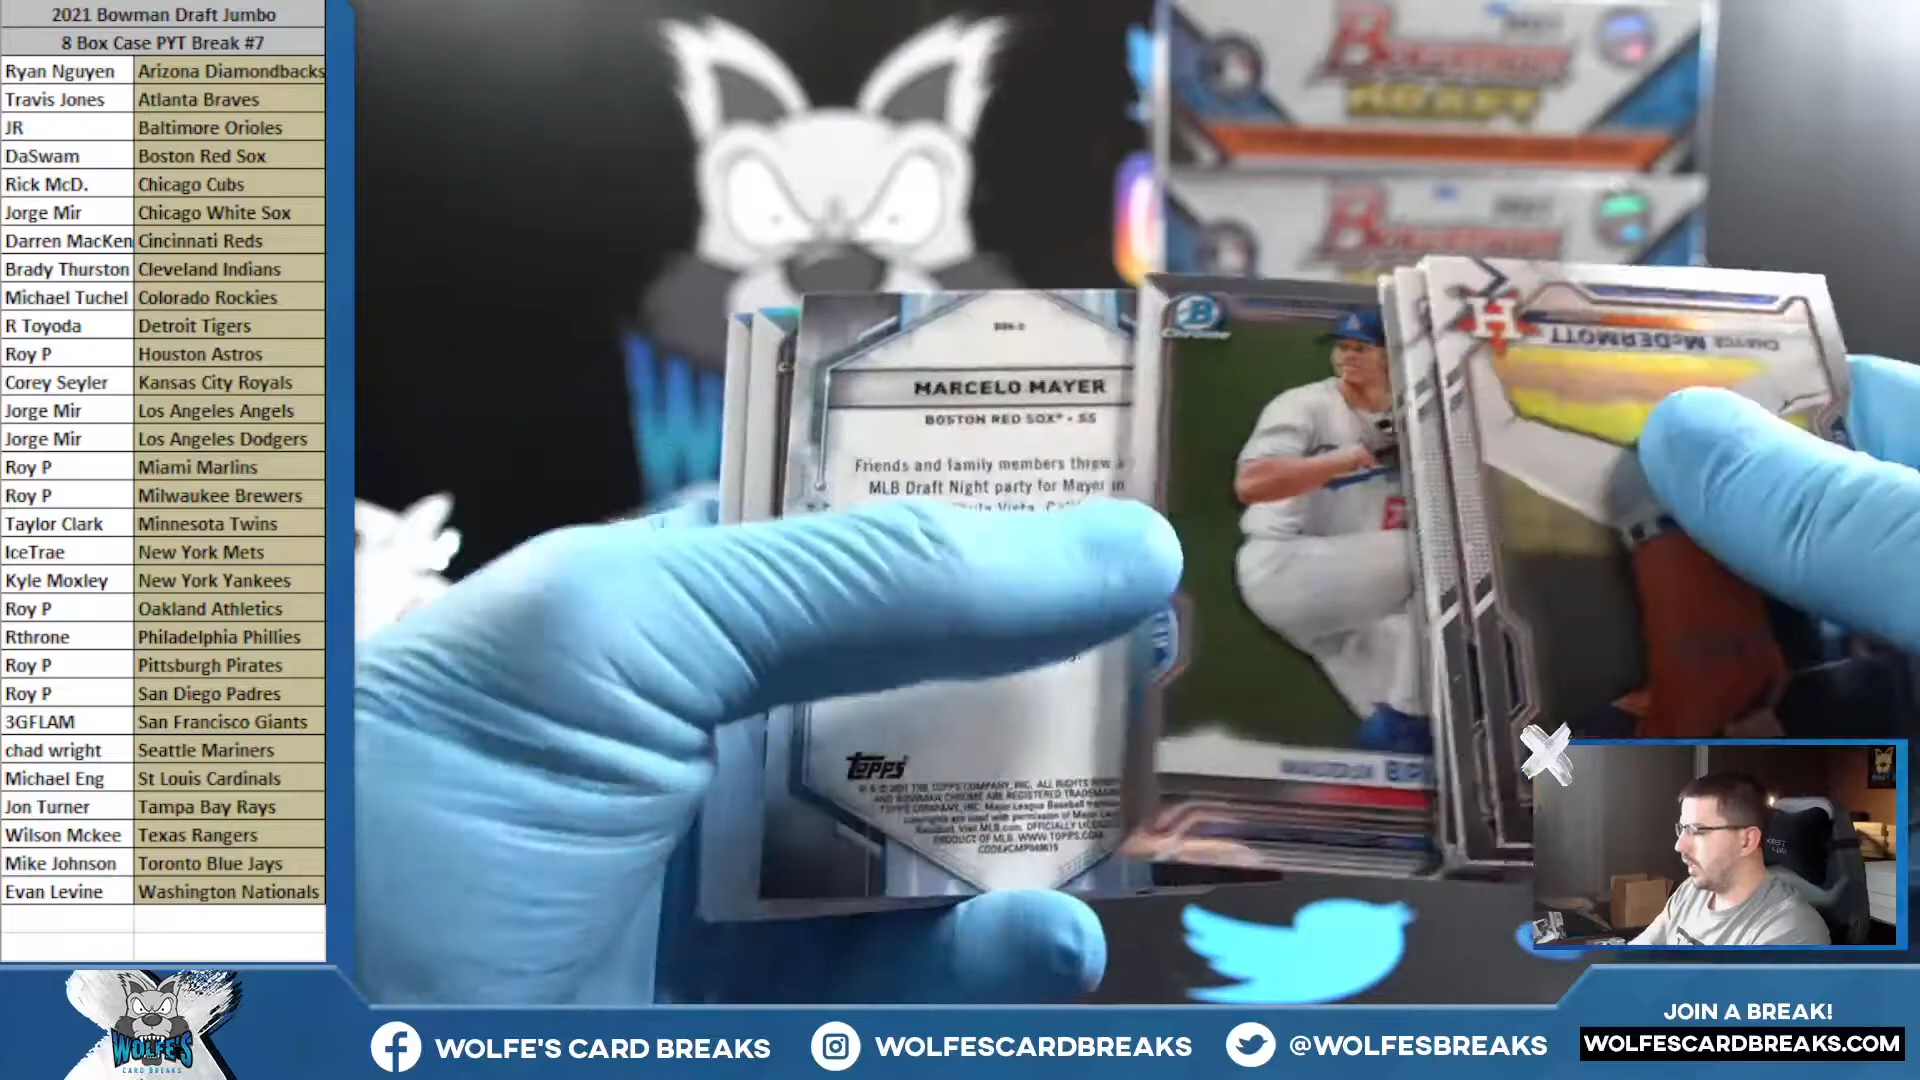 2021 Bowman Draft Jumbo
8 Box Case PYT Break #7
Ryan Nguyen Arizona Diamondbacks
Travis Jones Atlanta Braves
JR Baltimore Orioles
DaSwam Boston Red Sox
Rick McD. Chicago Cubs
Jorge Mir Chicago White Sox
Darren MacKen Cincinnati Reds
Brady Thurston Cleveland Indians
Michael Tuchel Colorado Rockies
R Toyoda Detroit Tigers
Roy P Houston Astros
Corey Seyler Kansas City Royals
Jorge Mir Los Angeles Angels
Jorge Mir Los Angeles Dodgers
Roy P Miami Marlins
Roy P Milwaukee Brewers
Taylor Clark Minnesota Twins
IceTrae New York Mets
Kyle Moxley New York Yankees
Roy P Oakland Athletics
Rthrone Philadelphia Phillies
Roy P Pittsburgh Pirates
Roy P San Diego Padres
3GFLAM San Francisco Giants
chad wright Seattle Mariners
Michael Eng St Louis Cardinals
Jon Turner Tampa Bay Rays
Wilson Mckee Texas Rangers
Mike Johnson Toronto Blue Jays
Evan Levine Washington Nationals
Bowman
DRAFT
Bowman
MARCELO MAYER
BOSTON RED SOX • SS
Friends and family members threw a
MLB Draft Night party for Mayer in
Topps
B
Chrome
H
McDERMOTT
WOLFE'S
CARD BREAKS
WOLFE'S CARD BREAKS
WOLFESCARDBREAKS
@WOLFESBREAKS
JOIN A BREAK!
WOLFESCARDBREAKS.COM